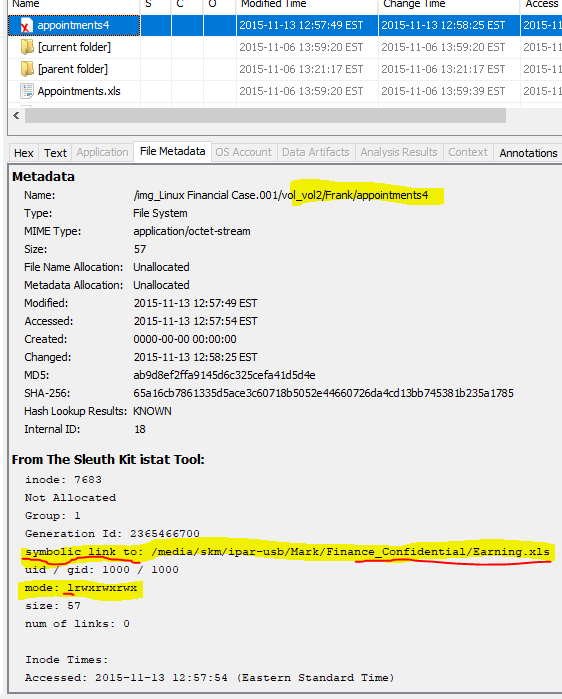 Name S C O Modified Time Change Time Access
appointments4 2015-11-13 12:57:49 EST 2015-11-13 12:58:25 EST 2015-11
[current folder] 2015-11-06 13:59:20 EST 2015-11-06 13:59:20 EST 2015-11
[parent folder] 2015-11-06 13:21:17 EST 2015-11-06 13:21:17 EST 2015-11
Appointments.xls 2015-11-06 13:59:20 EST 2015-11-06 13:59:39 EST 2015-11
Hex Text Application File Metadata OS Account Data Artifacts Analysis Results Context Annotations
Metadata
Name: /img_Linux Financial Case.001/vol_vol2/Frank/appointments4
Type: File System
MIME Type: application/octet-stream
Size: 57
File Name Allocation: Unallocated
Metadata Allocation: Unallocated
Modified: 2015-11-13 12:57:49 EST
Accessed: 2015-11-13 12:57:54 EST
Created: 0000-00-00 00:00:00
Changed: 2015-11-13 12:58:25 EST
MD5: ab9d8ef2ffa9145d6c325cefa41d5d4e
SHA-256: 65a16cb7861335d5ace3c60718b5052e44660726da4cd13bb745381b235a1785
Hash Lookup Results: KNOWN
Internal ID: 18
From The Sleuth Kit istat Tool:
inode: 7683
Not Allocated
Group: 1
Generation Id: 2365466700
symbolic link to: /media/skm/ipar-usb/Mark/Finance_Confidential/Earning.xls
uid / gid: 1000 / 1000
mode: lrwxrwxrwx
size: 57
num of links: 0
Inode Times:
Accessed: 2015-11-13 12:57:54 (Eastern Standard Time)